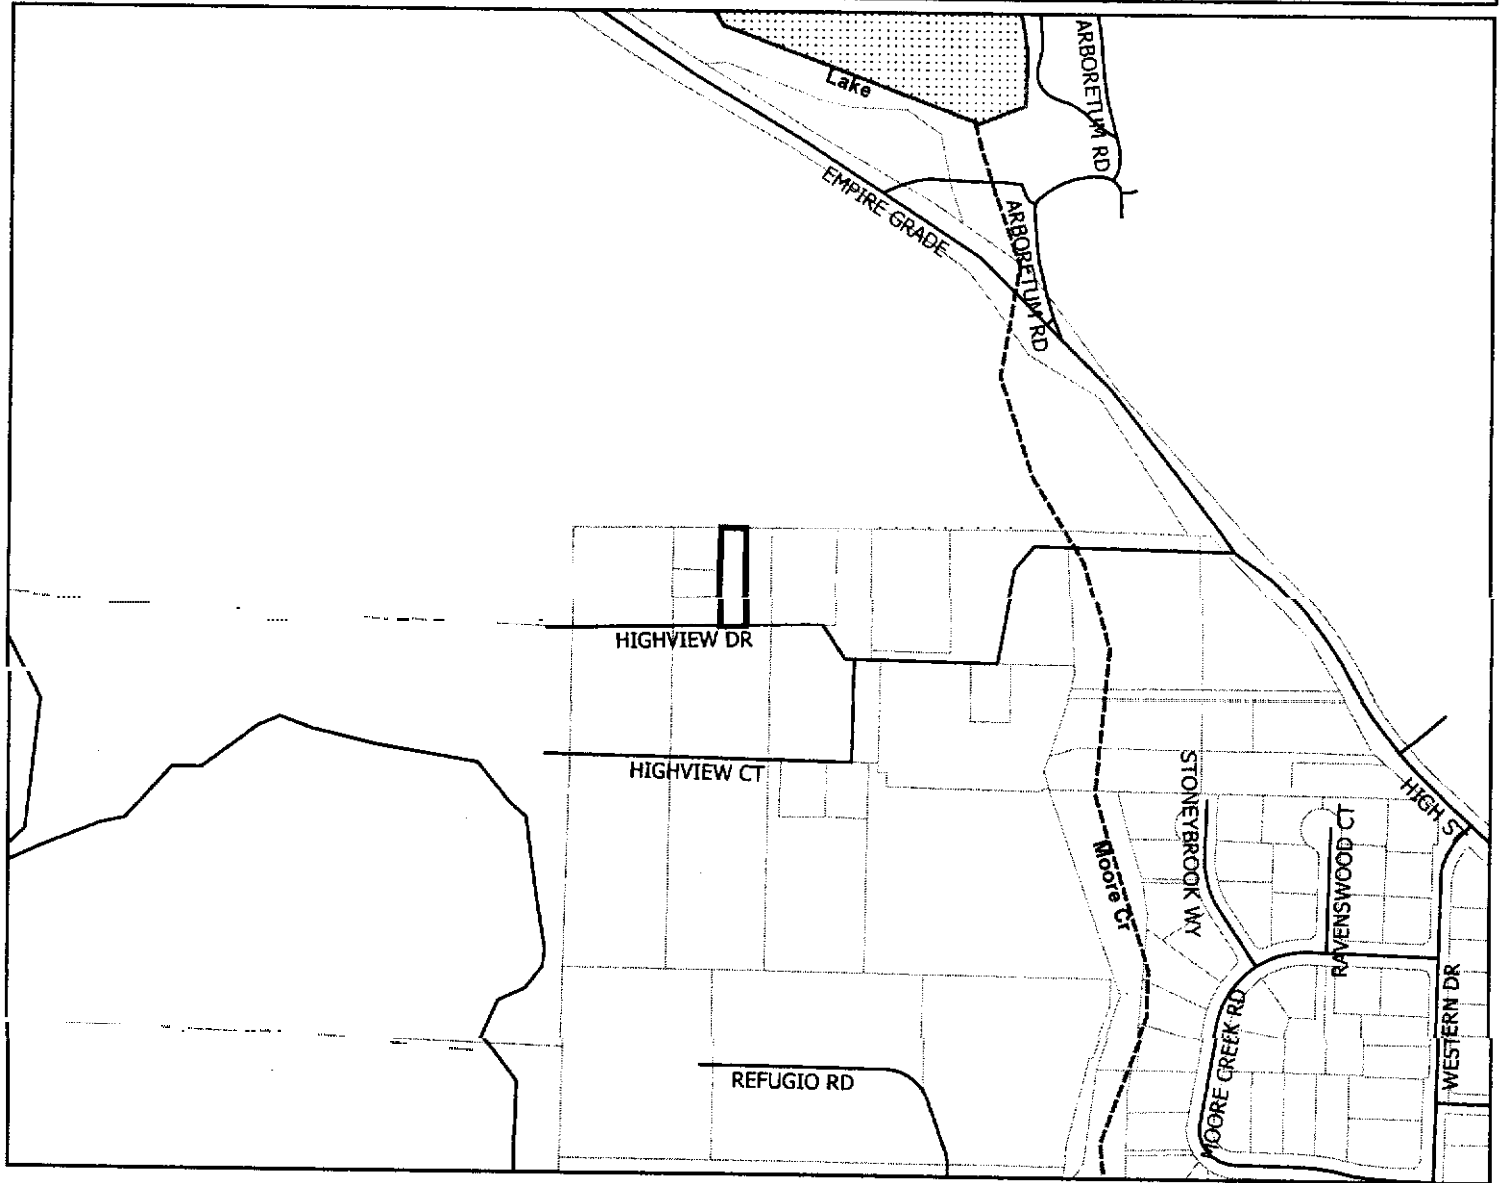 ARBORETUM RD
Lake
EMPIRE GRADE
ARBORETUM RD
HIGHVIEW DR
HIGHVIEW CT
STONEYBROOK WY
HIGH ST
RAVENSWOOD CT
Moore Cr
WESTERN DR
MOORE CREEK RD
REFUGIO RD